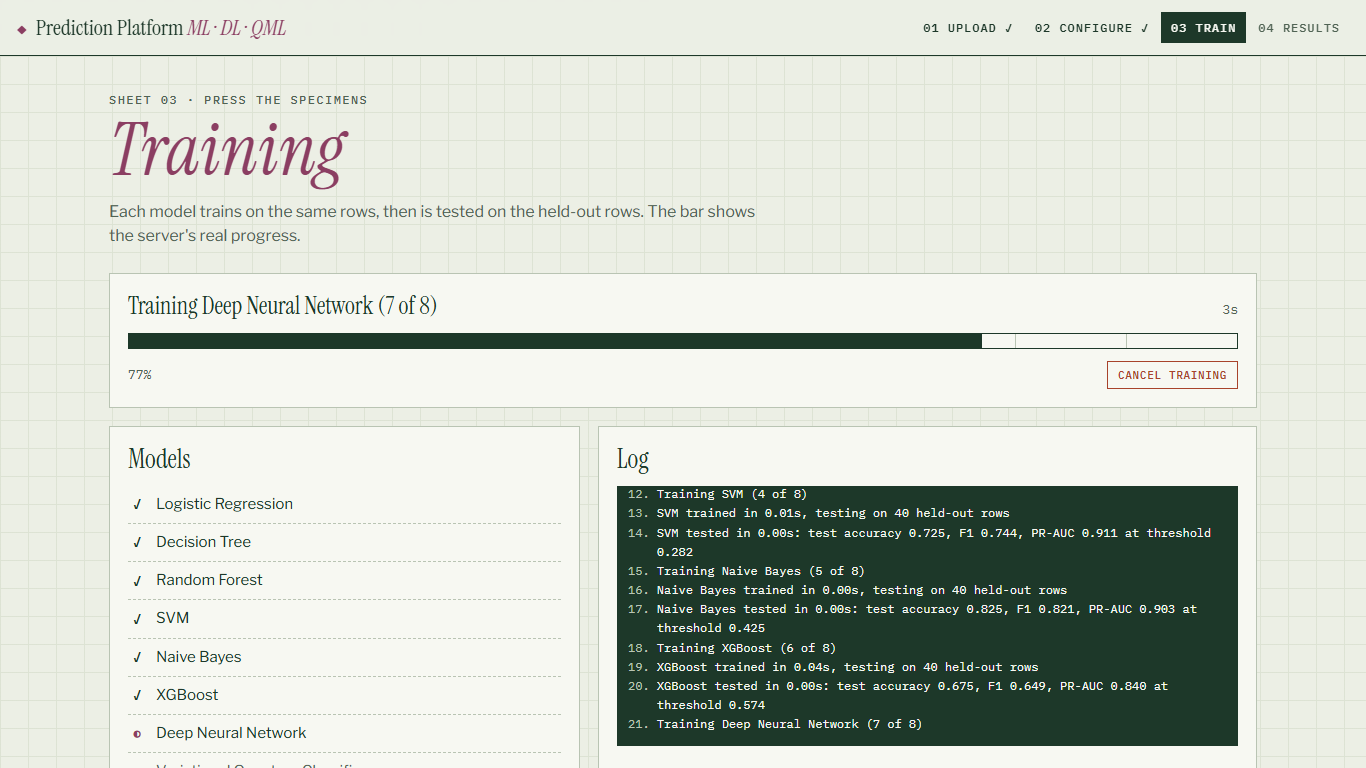 Prediction Platform ML · DL · QML
01 UPLOAD ✓ 02 CONFIGURE ✓ 03 TRAIN 04 RESULTS
SHEET 03 · PRESS THE SPECIMENS
Training
Each model trains on the same rows, then is tested on the held-out rows. The bar shows
the server's real progress.
Training Deep Neural Network (7 of 8)
3s
77%
CANCEL TRAINING
Models
✓ Logistic Regression
✓ Decision Tree
✓ Random Forest
✓ SVM
✓ Naive Bayes
✓ XGBoost
Deep Neural Network
Log
12. Training SVM (4 of 8)
13. SVM trained in 0.01s, testing on 40 held-out rows
14. SVM tested in 0.00s: test accuracy 0.725, F1 0.744, PR-AUC 0.911 at threshold
0.282
15. Training Naive Bayes (5 of 8)
16. Naive Bayes trained in 0.00s, testing on 40 held-out rows
17. Naive Bayes tested in 0.00s: test accuracy 0.825, F1 0.821, PR-AUC 0.903 at
threshold 0.425
18. Training XGBoost (6 of 8)
19. XGBoost trained in 0.04s, testing on 40 held-out rows
20. XGBoost tested in 0.00s: test accuracy 0.675, F1 0.649, PR-AUC 0.840 at
threshold 0.574
21. Training Deep Neural Network (7 of 8)